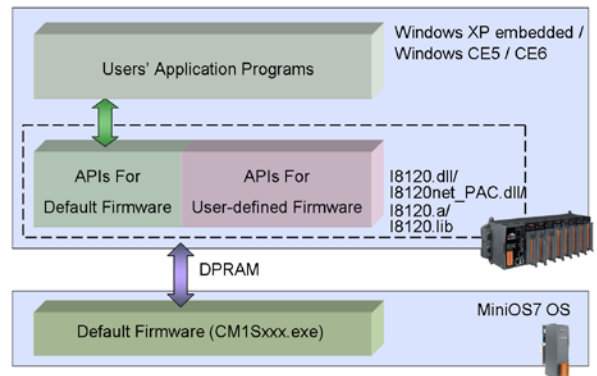 Windows XP embedded /
Windows CE5 / CE6
Users' Application Programs
APIs For
Default Firmware
APIs For
User-defined Firmware
I8120.dll/
I8120net_PAC.dll/
I8120.a/
I8120.lib
DPRAM
MiniOS7 OS
Default Firmware (CM1Sxxx.exe)